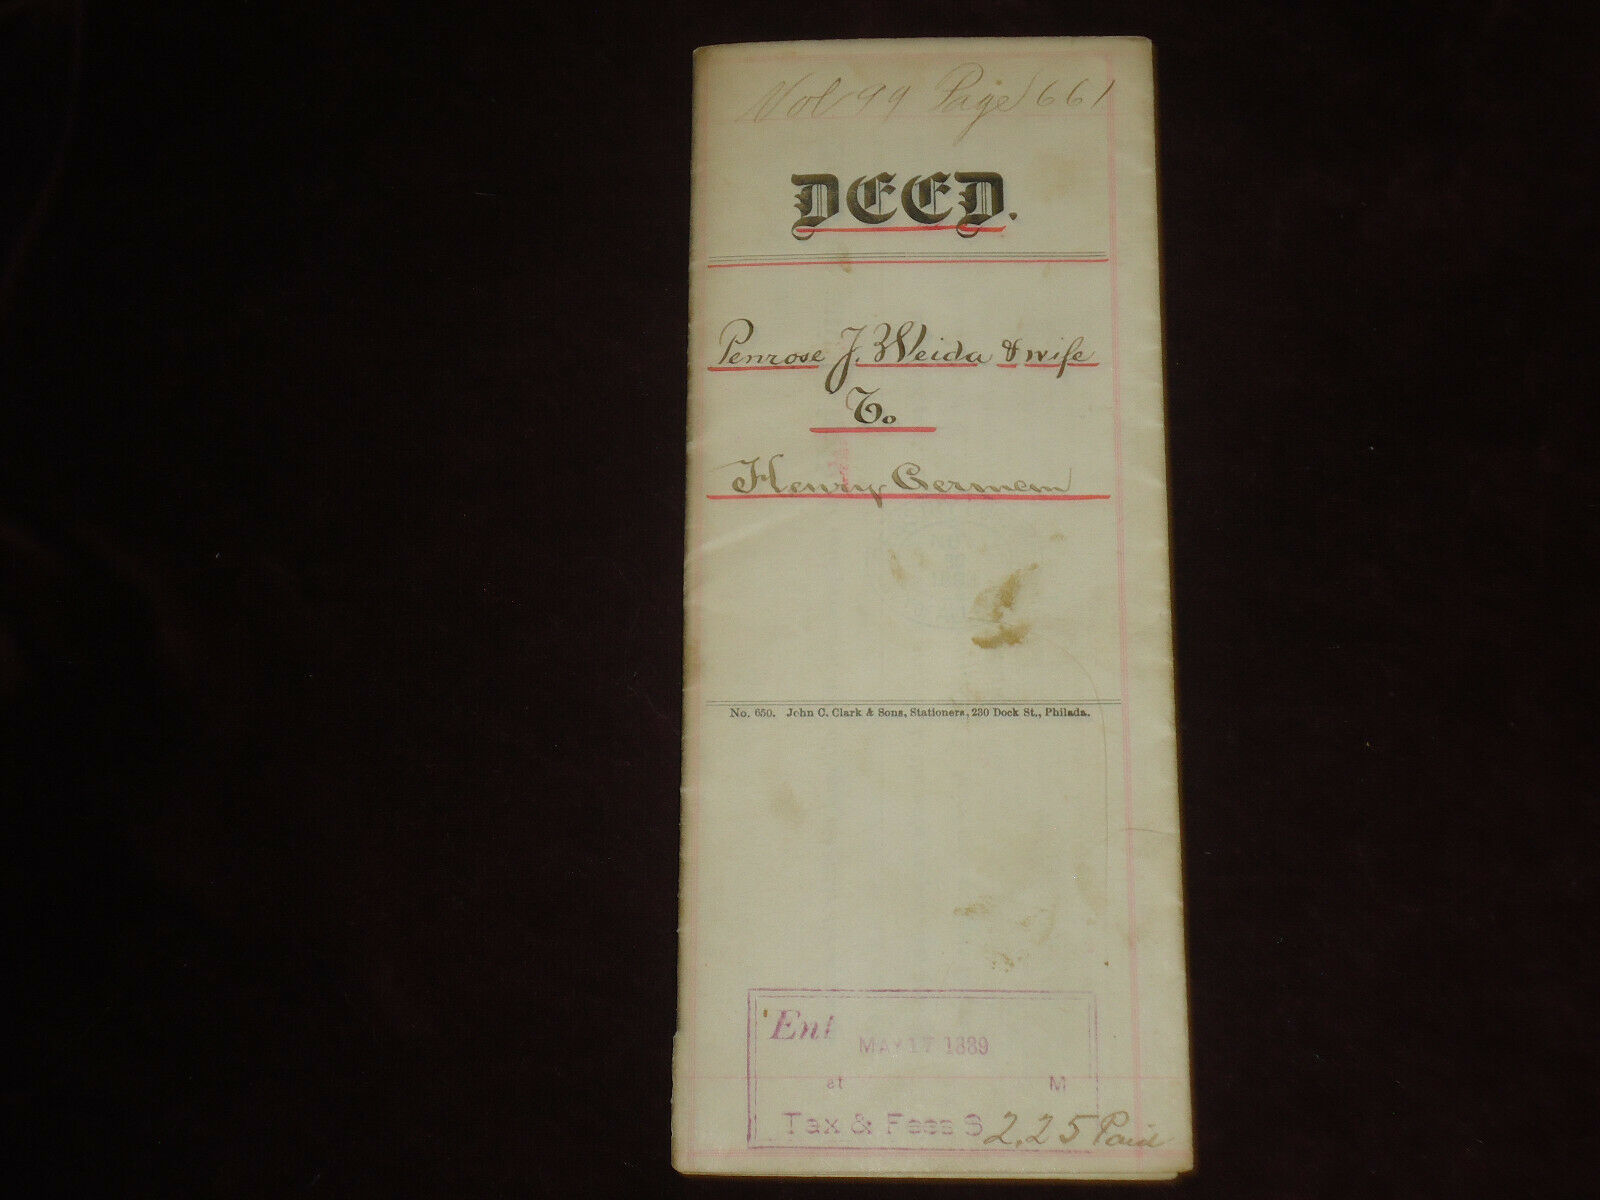 Vol 99 Page 661
DEED.
Penrose J. Weida & wife
To
Henry German
No. 650. John C. Clark & Sons, Stationers, 230 Dock St., Philada.
Ent
MAY 17 1889
at M
Tax & Fees $ 2,25 Paid